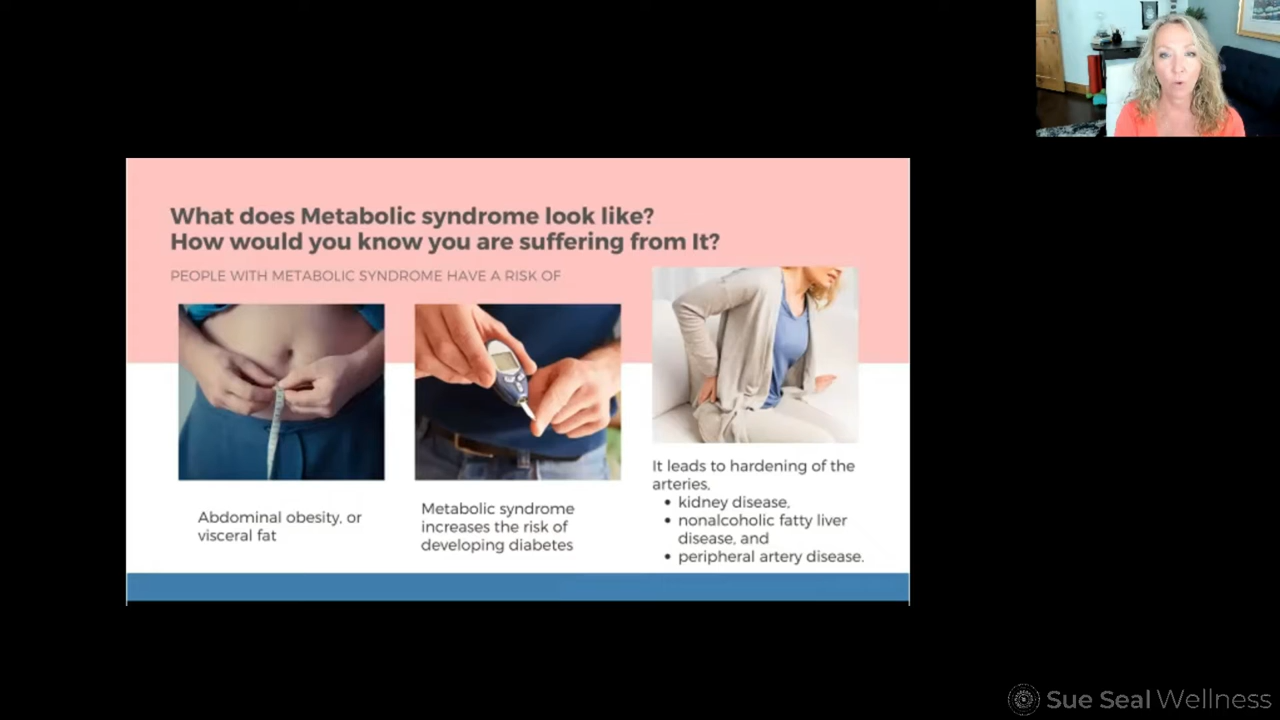 What does Metabolic syndrome look like?
How would you know you are suffering from It?
PEOPLE WITH METABOLIC SYNDROME HAVE A RISK OF
Abdominal obesity, or
visceral fat
Metabolic syndrome
increases the risk of
developing diabetes
It leads to hardening of the
arteries,
• kidney disease,
• nonalcoholic fatty liver
disease, and
• peripheral artery disease.
Sue Seal Wellness